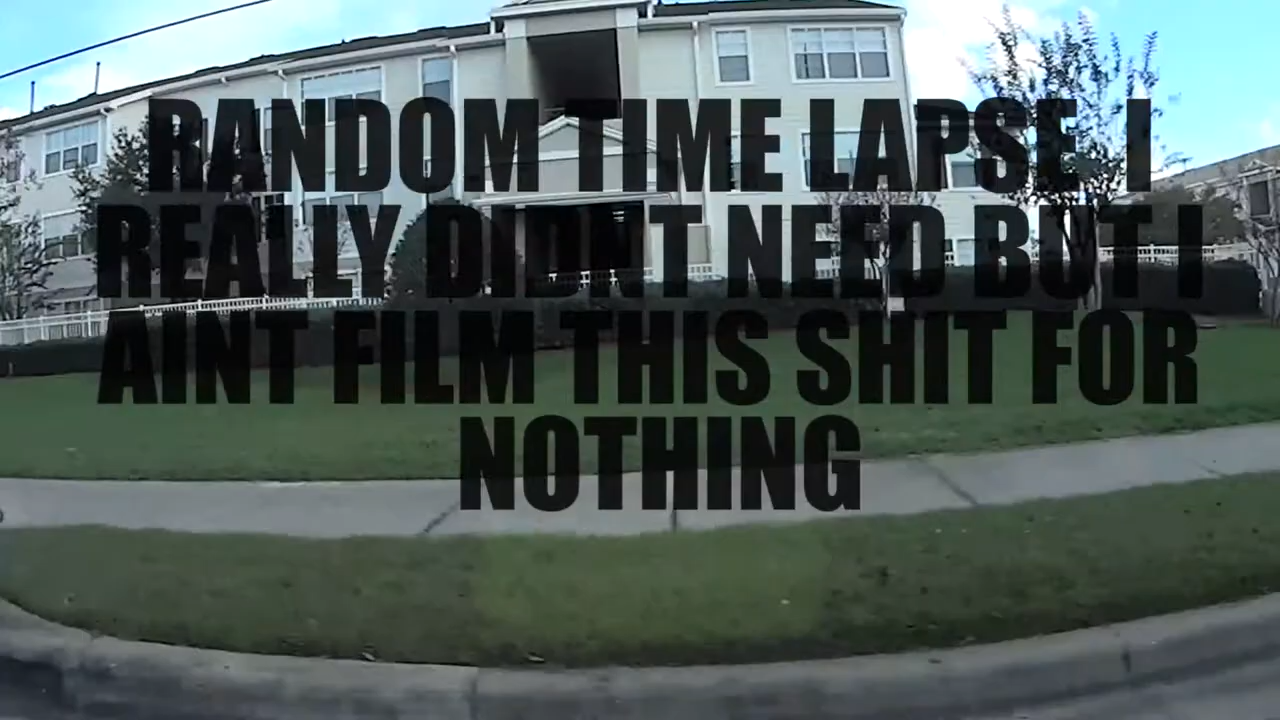 RANDOM TIME LAPSE I
REALLY DIDNT NEED BUT I
AINT FILM THIS SHIT FOR
NOTHING